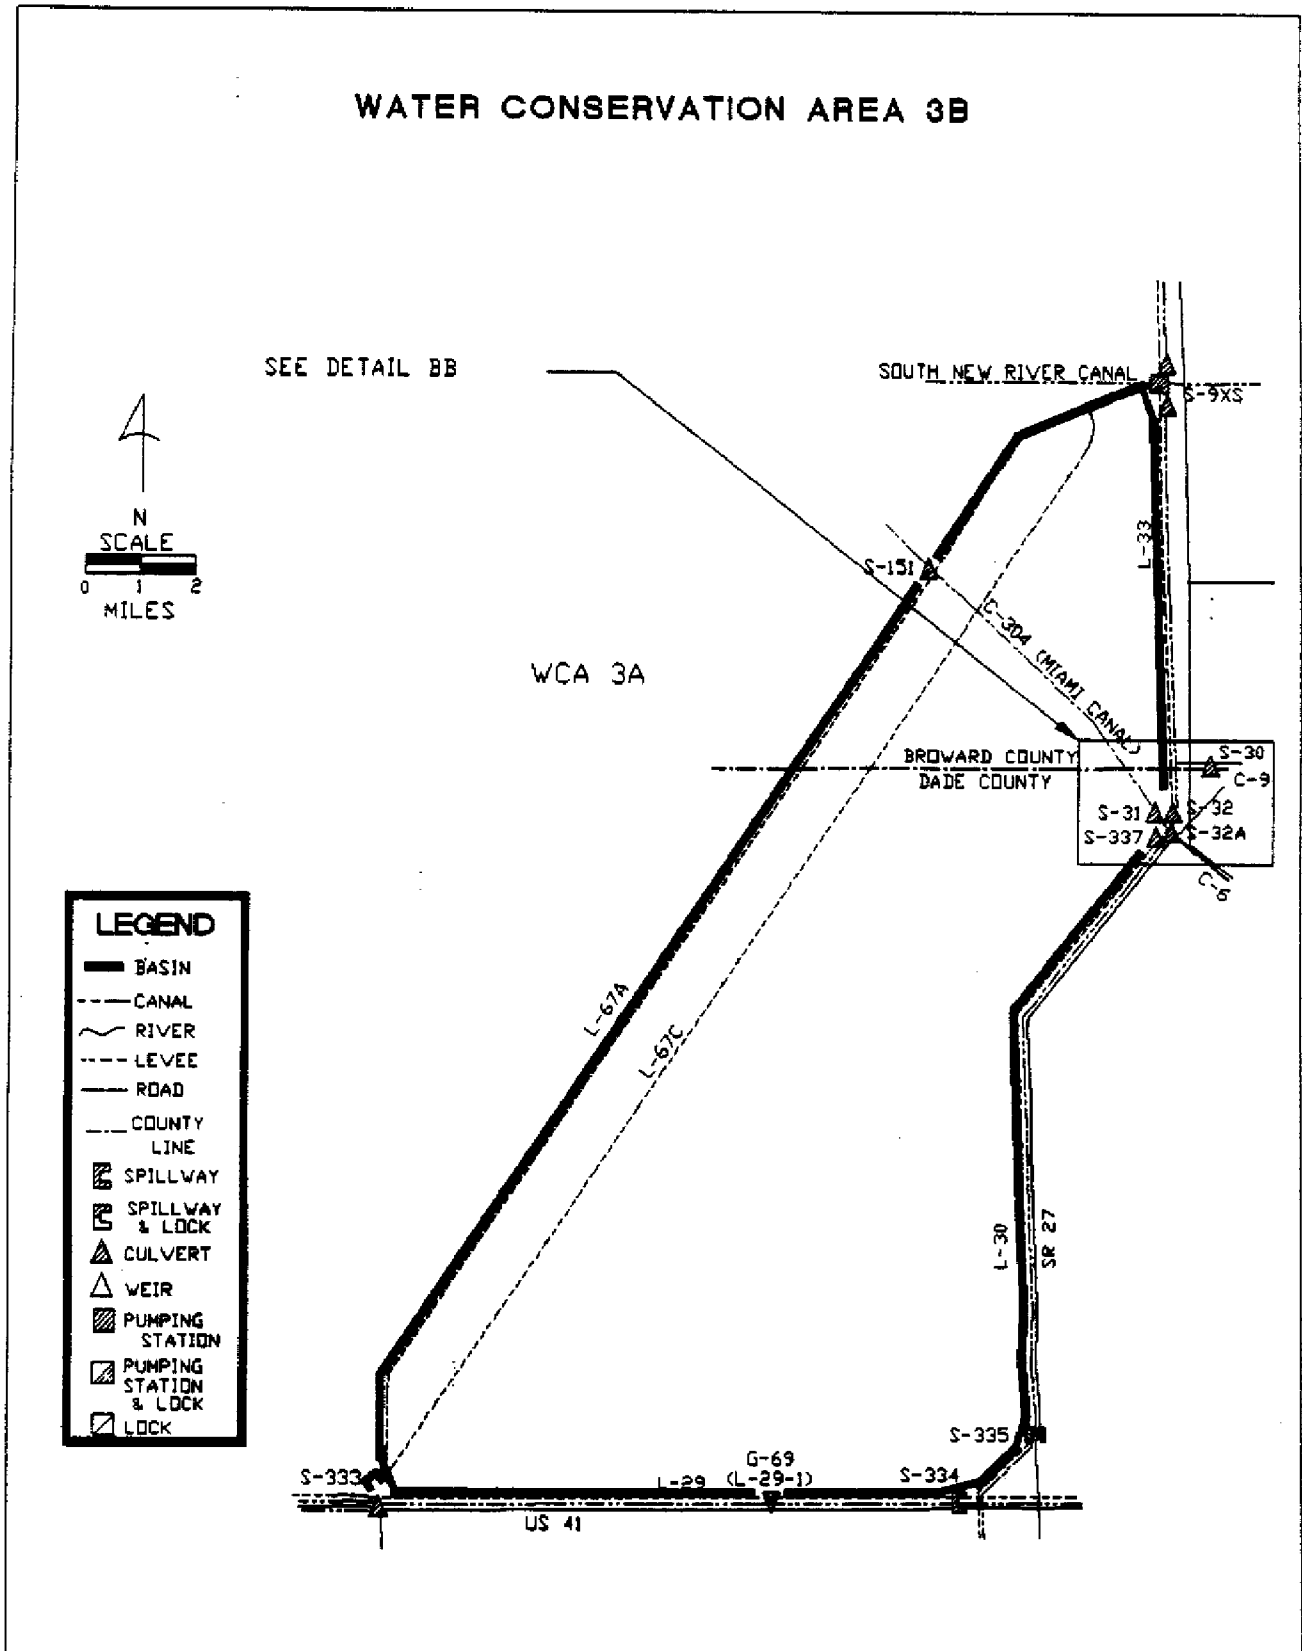 WATER CONSERVATION AREA 3B
SEE DETAIL BB
SOUTH NEW RIVER CANAL
S-9XS
N
SCALE
0 1 2
MILES
L-33
S-151
C-304 (MIAMI CANAL)
WCA 3A
BROWARD COUNTY
DADE COUNTY
S-30
C-9
S-31
S-32
S-337
S-32A
C-6
LEGEND
BASIN
CANAL
RIVER
LEVEE
ROAD
COUNTY
LINE
SPILLWAY
SPILLWAY
& LOCK
CULVERT
WEIR
PUMPING
STATION
PUMPING
STATION
& LOCK
LOCK
L-67A
L-67C
L-30
SR 27
S-335
S-333
L-29
G-69
(L-29-1)
S-334
US 41